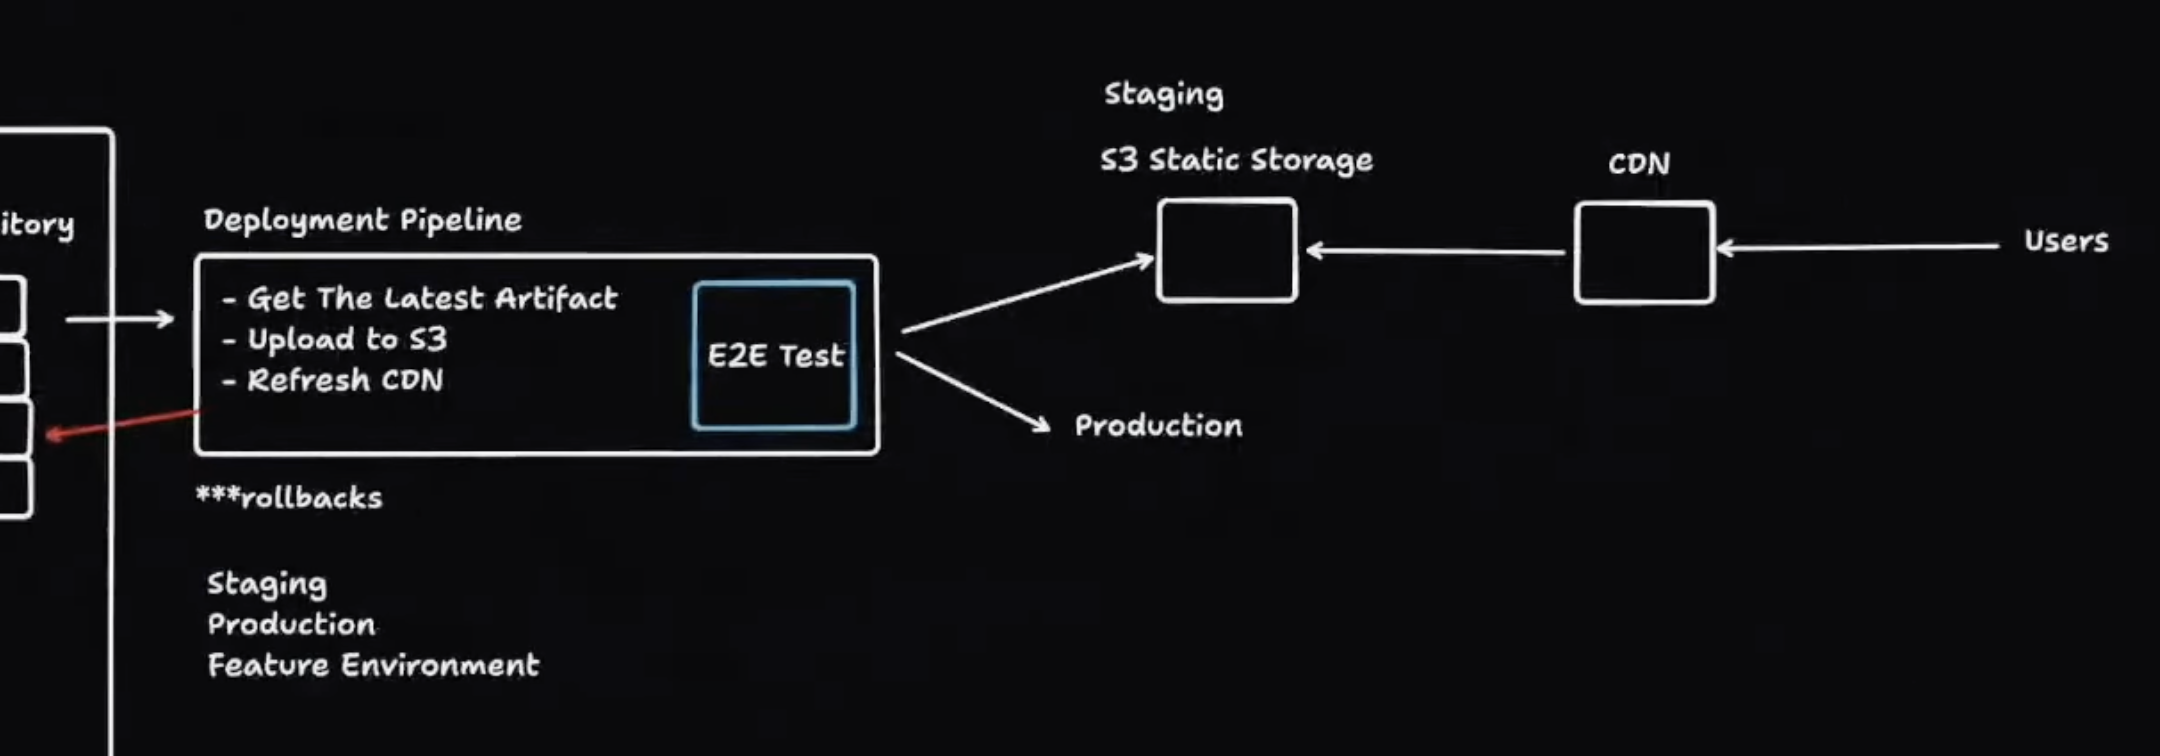 itory
Deployment Pipeline
- Get The Latest Artifact
- Upload to S3
- Refresh CDN
E2E Test
***rollbacks
Staging
Production
Feature Environment
Staging
S3 Static Storage
CDN
Users
Production